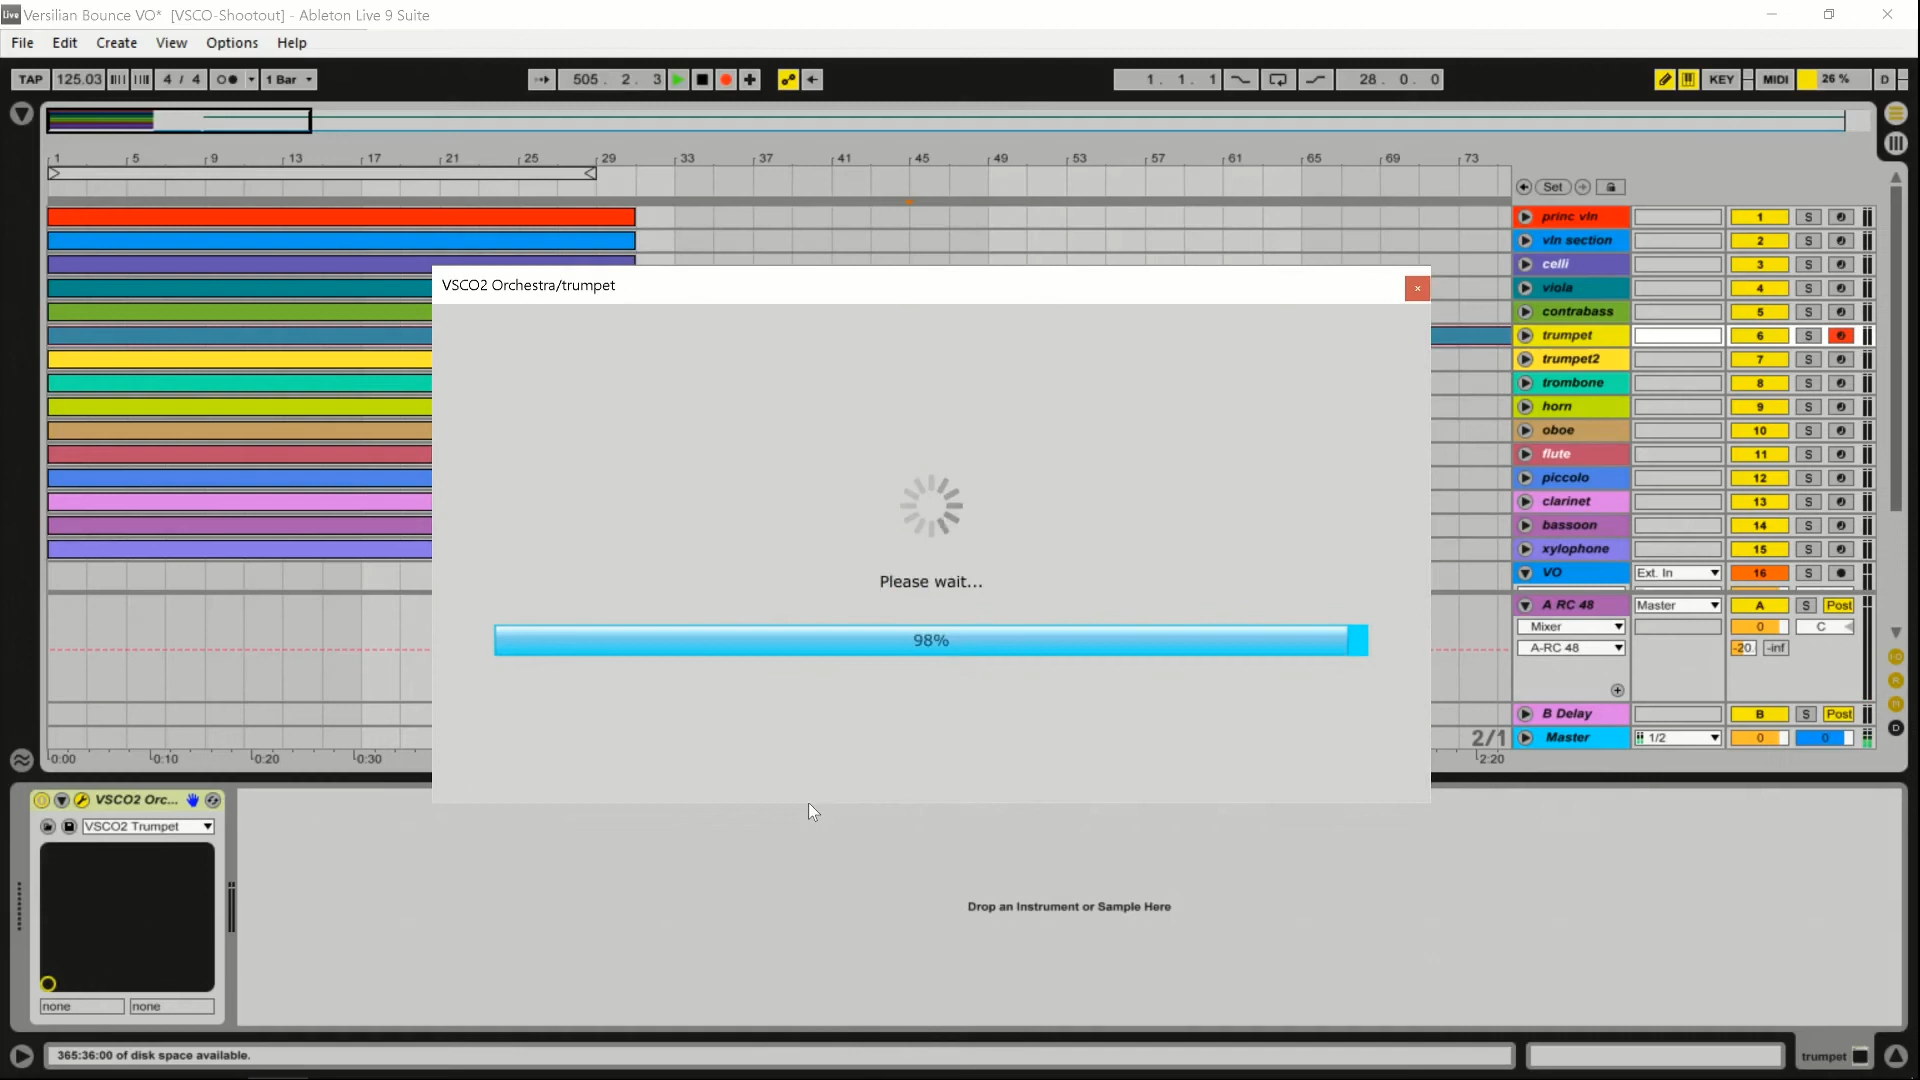 Live Versilian Bounce VO* [VSCO-Shootout] - Ableton Live 9 Suite
File Edit Create View Options Help
TAP 125.03 4 / 4 1 Bar 505. 2. 3 1. 1. 1 28. 0. 0 KEY MIDI 26 % D
1 5 9 13 17 21 25 29 33 37 41 45 49 53 57 61 65 69 73
Set
princ vln 1 S
vln section 2 S
celli 3 S
VSCO2 Orchestra/trumpet
viola 4 S
contrabass 5 S
trumpet 6 S
trumpet2 7 S
trombone 8 S
horn 9 S
oboe 10 S
flute 11 S
piccolo 12 S
clarinet 13 S
bassoon 14 S
xylophone 15 S
VO Ext. In 16 S
Please wait...
98%
A RC 48 Master A S Post
Mixer 0 C
A-RC 48 -20. -inf
B Delay B S Post
2/1 Master 1/2 0 0
0:00 0:10 0:20 0:30 2:20
VSCO2 Orc...
VSCO2 Trumpet
Drop an Instrument or Sample Here
none none
365:36:00 of disk space available.
trumpet